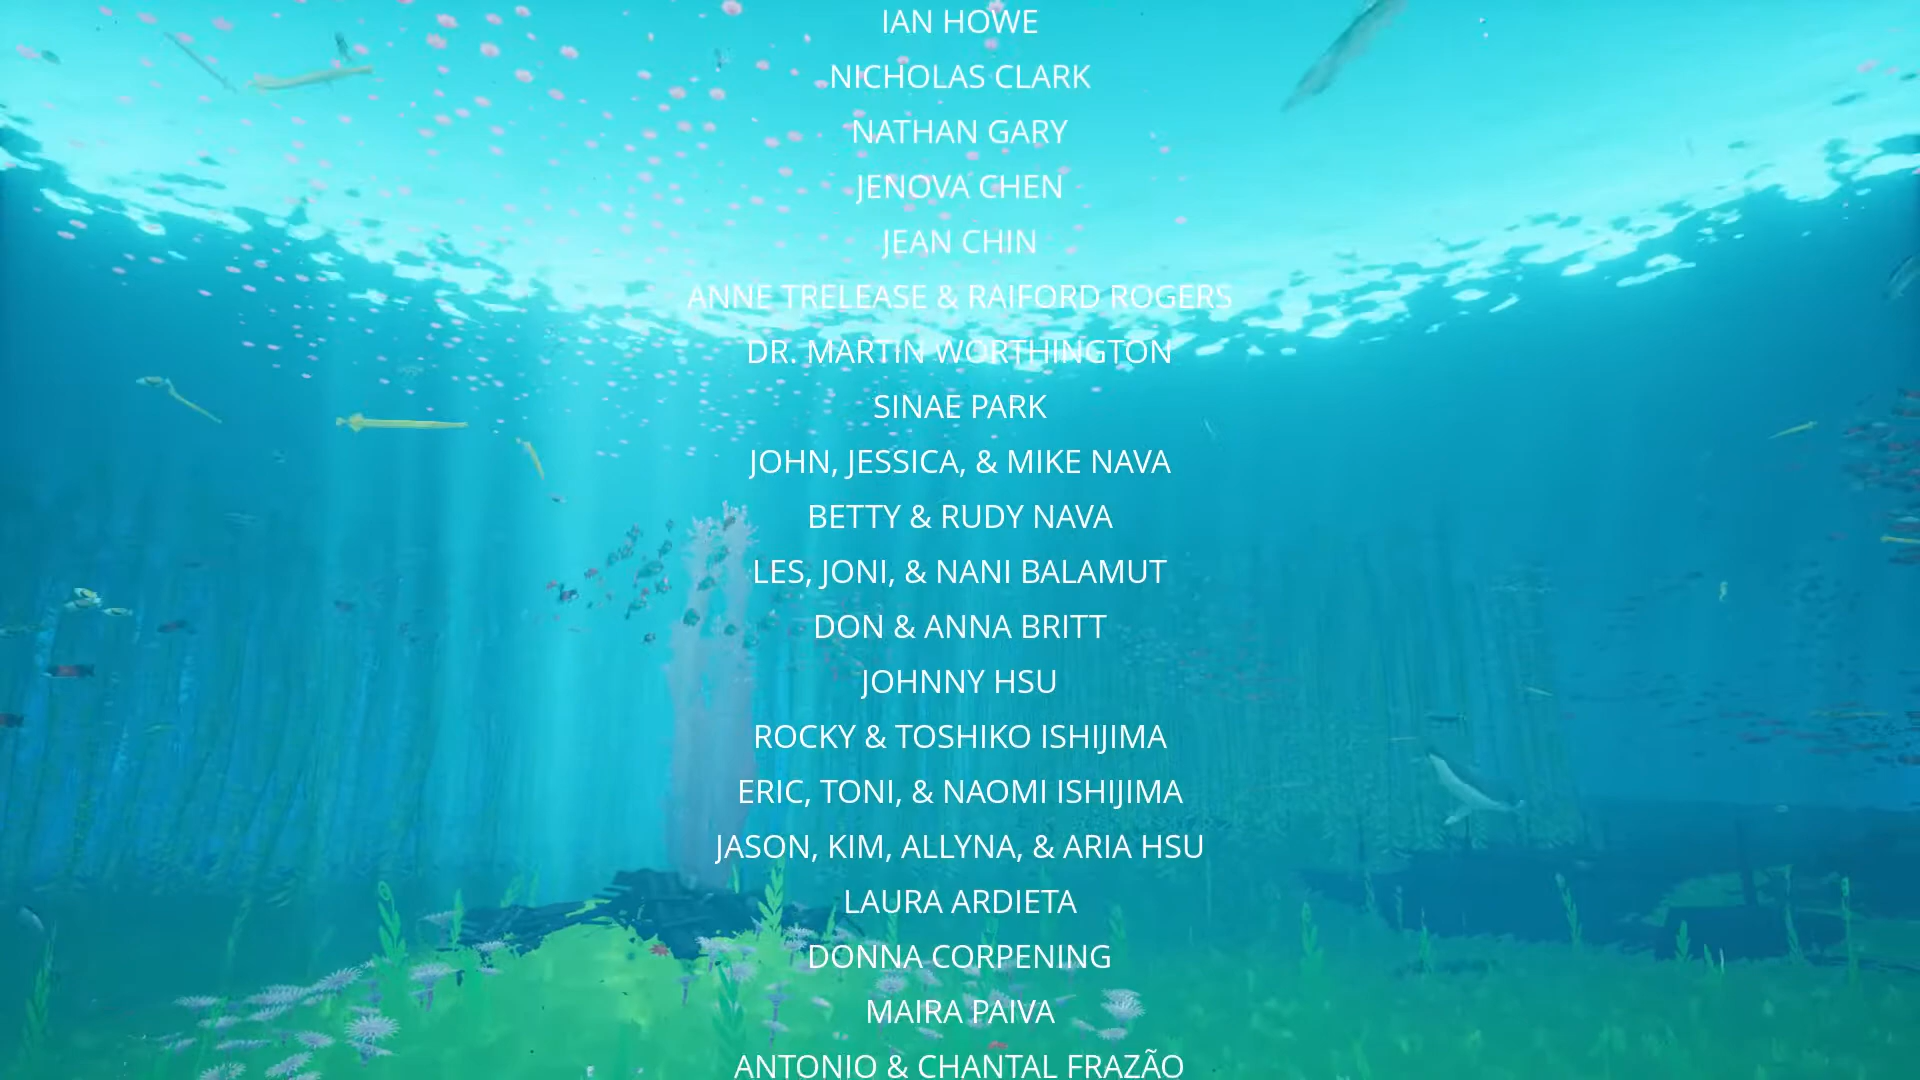 IAN HOWE
NICHOLAS CLARK
NATHAN GARY
JENOVA CHEN
JEAN CHIN
ANNE TRELEASE & RAIFORD ROGERS
DR. MARTIN WORTHINGTON
SINAE PARK
JOHN, JESSICA, & MIKE NAVA
BETTY & RUDY NAVA
LES, JONI, & NANI BALAMUT
DON & ANNA BRITT
JOHNNY HSU
ROCKY & TOSHIKO ISHIJIMA
ERIC, TONI, & NAOMI ISHIJIMA
JASON, KIM, ALLYNA, & ARIA HSU
LAURA ARDIETA
DONNA CORPENING
MAIRA PAIVA
ANTONIO & CHANTAL FRAZÃO